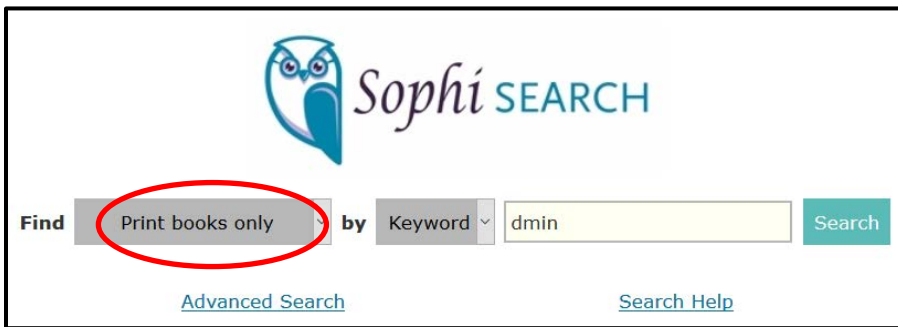 Sophi SEARCH
Find Print books only by Keyword dmin Search
Advanced Search Search Help